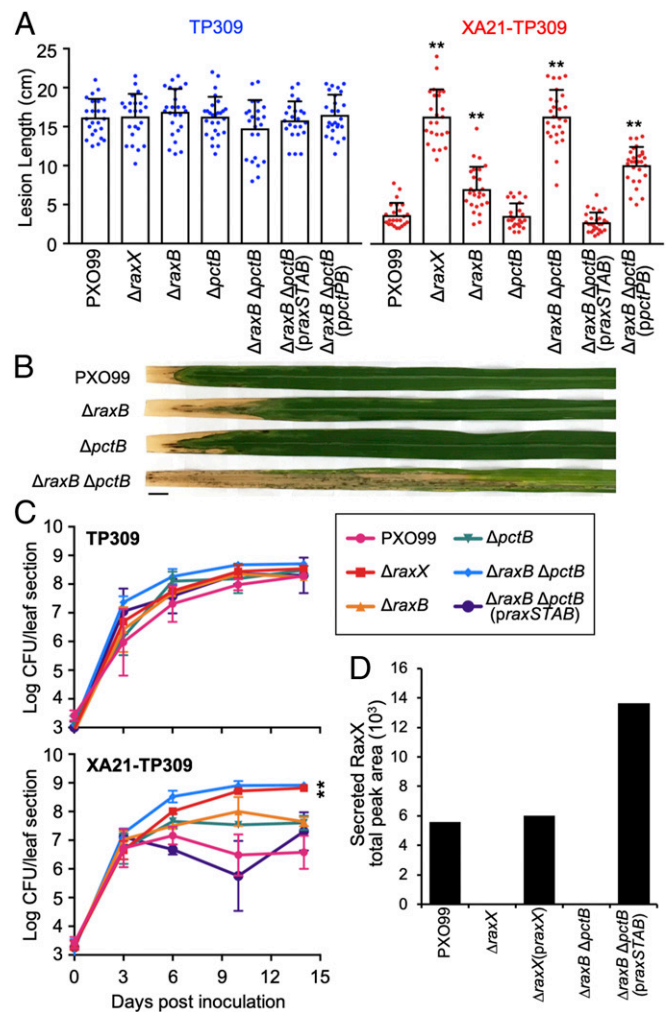 A
TP309
XA21-TP309
Lesion Length (cm)
25
20
15
10
5
0
** ** ** **
PXO99
ΔraxX
ΔraxB
ΔpctB
ΔraxB ΔpctB
ΔraxB ΔpctB
(praxSTAB)
ΔraxB ΔpctB
(ppctPB)
PXO99
ΔraxX
ΔraxB
ΔpctB
ΔraxB ΔpctB
ΔraxB ΔpctB
(praxSTAB)
ΔraxB ΔpctB
(ppctPB)
B
PXO99
ΔraxB
ΔpctB
ΔraxB ΔpctB
C
TP309
Log CFU/leaf section
10
9
8
7
6
5
4
3
XA21-TP309
Log CFU/leaf section
10
9
8
7
6
5
4
3
**
0 3 6 9 12 15
Days post inoculation
PXO99
ΔraxX
ΔraxB
ΔpctB
ΔraxB ΔpctB
ΔraxB ΔpctB
(praxSTAB)
D
Secreted RaxX
total peak area (10³)
16
14
12
10
8
6
4
2
0
PXO99
ΔraxX
ΔraxX(praxX)
ΔraxB ΔpctB
ΔraxB ΔpctB
(praxSTAB)